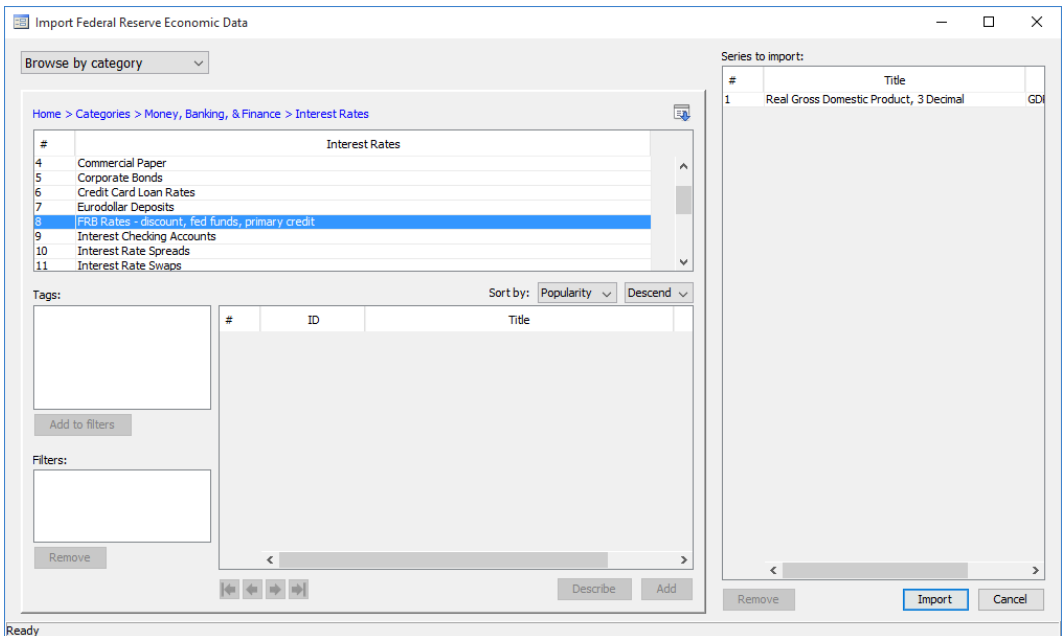 Import Federal Reserve Economic Data
Browse by category
Series to import:
# Title
1 Real Gross Domestic Product, 3 Decimal GDP
Home > Categories > Money, Banking, & Finance > Interest Rates
# Interest Rates
4 Commercial Paper
5 Corporate Bonds
6 Credit Card Loan Rates
7 Eurodollar Deposits
8 FRB Rates - discount, fed funds, primary credit
9 Interest Checking Accounts
10 Interest Rate Spreads
11 Interest Rate Swaps
Tags:
Sort by: Popularity Descend
# ID Title
Add to filters
Filters:
Remove
Describe Add
Remove Import Cancel
Ready